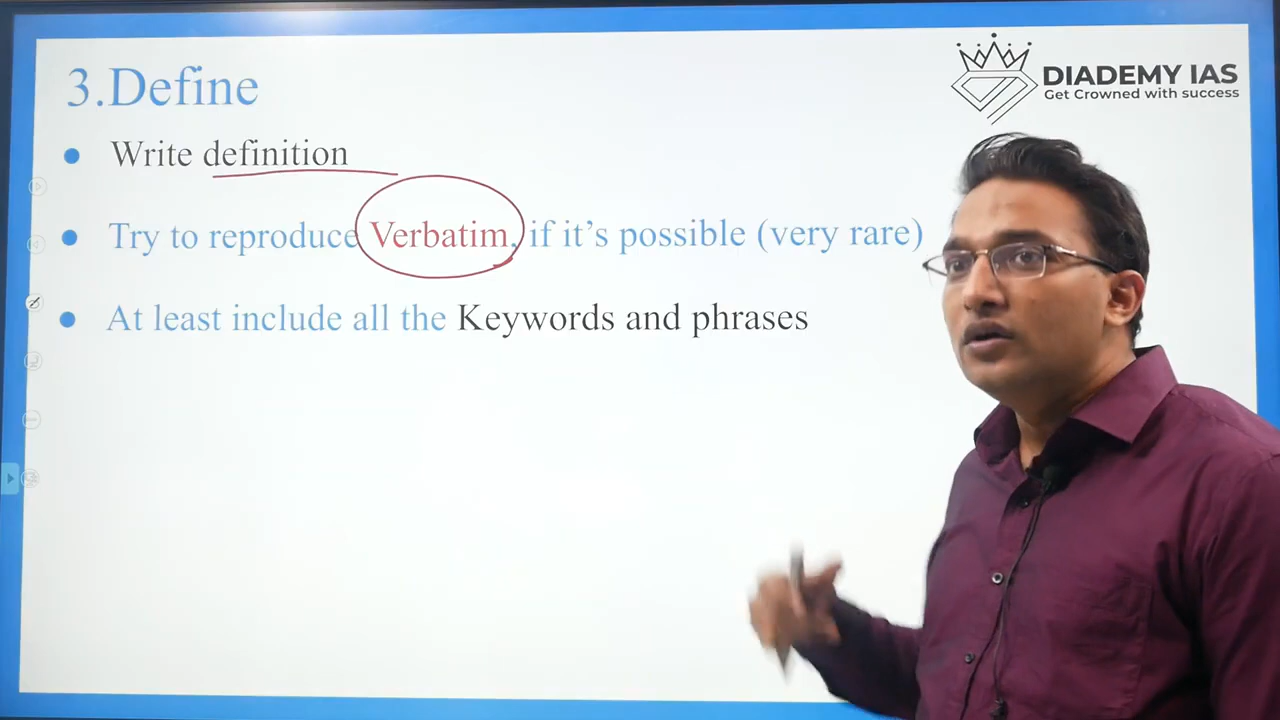 3.Define
DIADEMY IAS
Get Crowned with success
Write definition
Try to reproduce Verbatim, if it's possible (very rare)
At least include all the Keywords and phrases